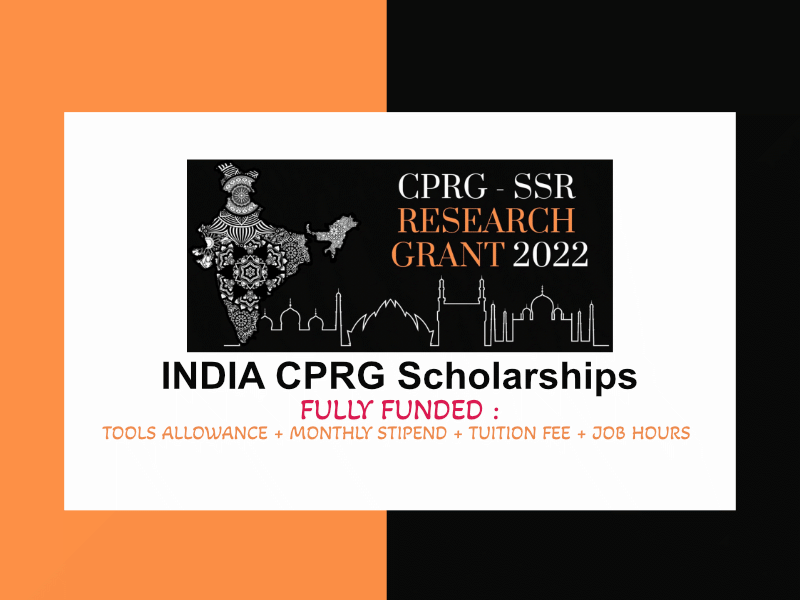 CPRG - SSR
RESEARCH
GRANT 2022
INDIA CPRG Scholarships
FULLY FUNDED :
TOOLS ALLOWANCE + MONTHLY STIPEND + TUITION FEE + JOB HOURS